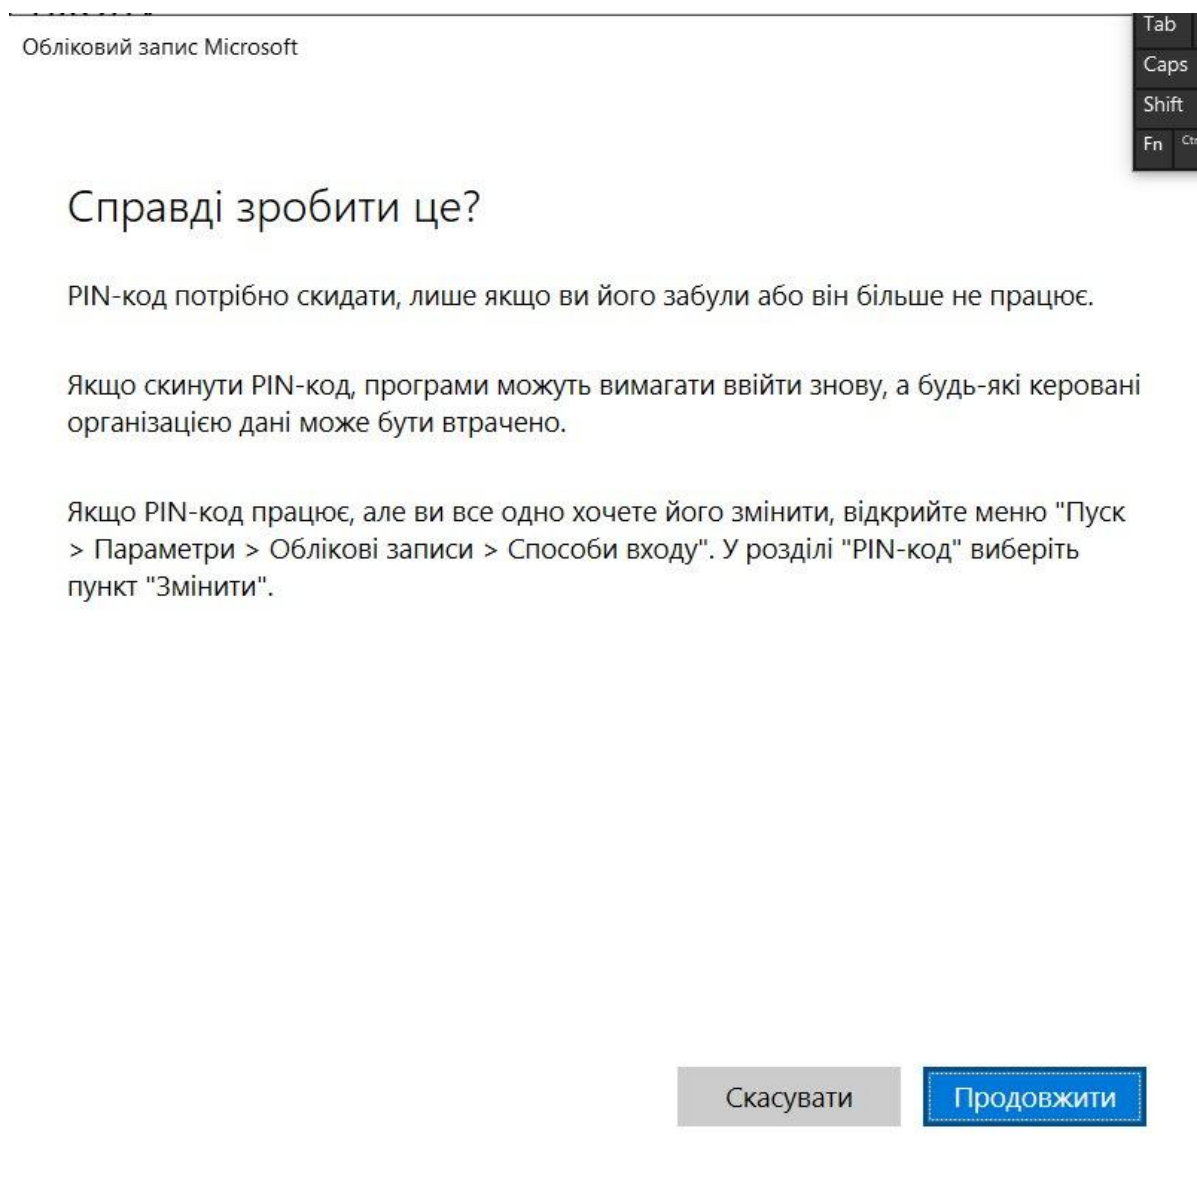 Обліковий запис Microsoft
Tab
Caps
Shift
Fn
Справді зробити це?
PIN-код потрібно скидати, лише якщо ви його забули або він більше не працює.
Якщо скинути PIN-код, програми можуть вимагати ввійти знову, а будь-які керовані
організацією дані може бути втрачено.
Якщо PIN-код працює, але ви все одно хочете його змінити, відкрийте меню "Пуск
> Параметри > Облікові записи > Способи входу". У розділі "PIN-код" виберіть
пункт "Змінити".
Скасувати Продовжити